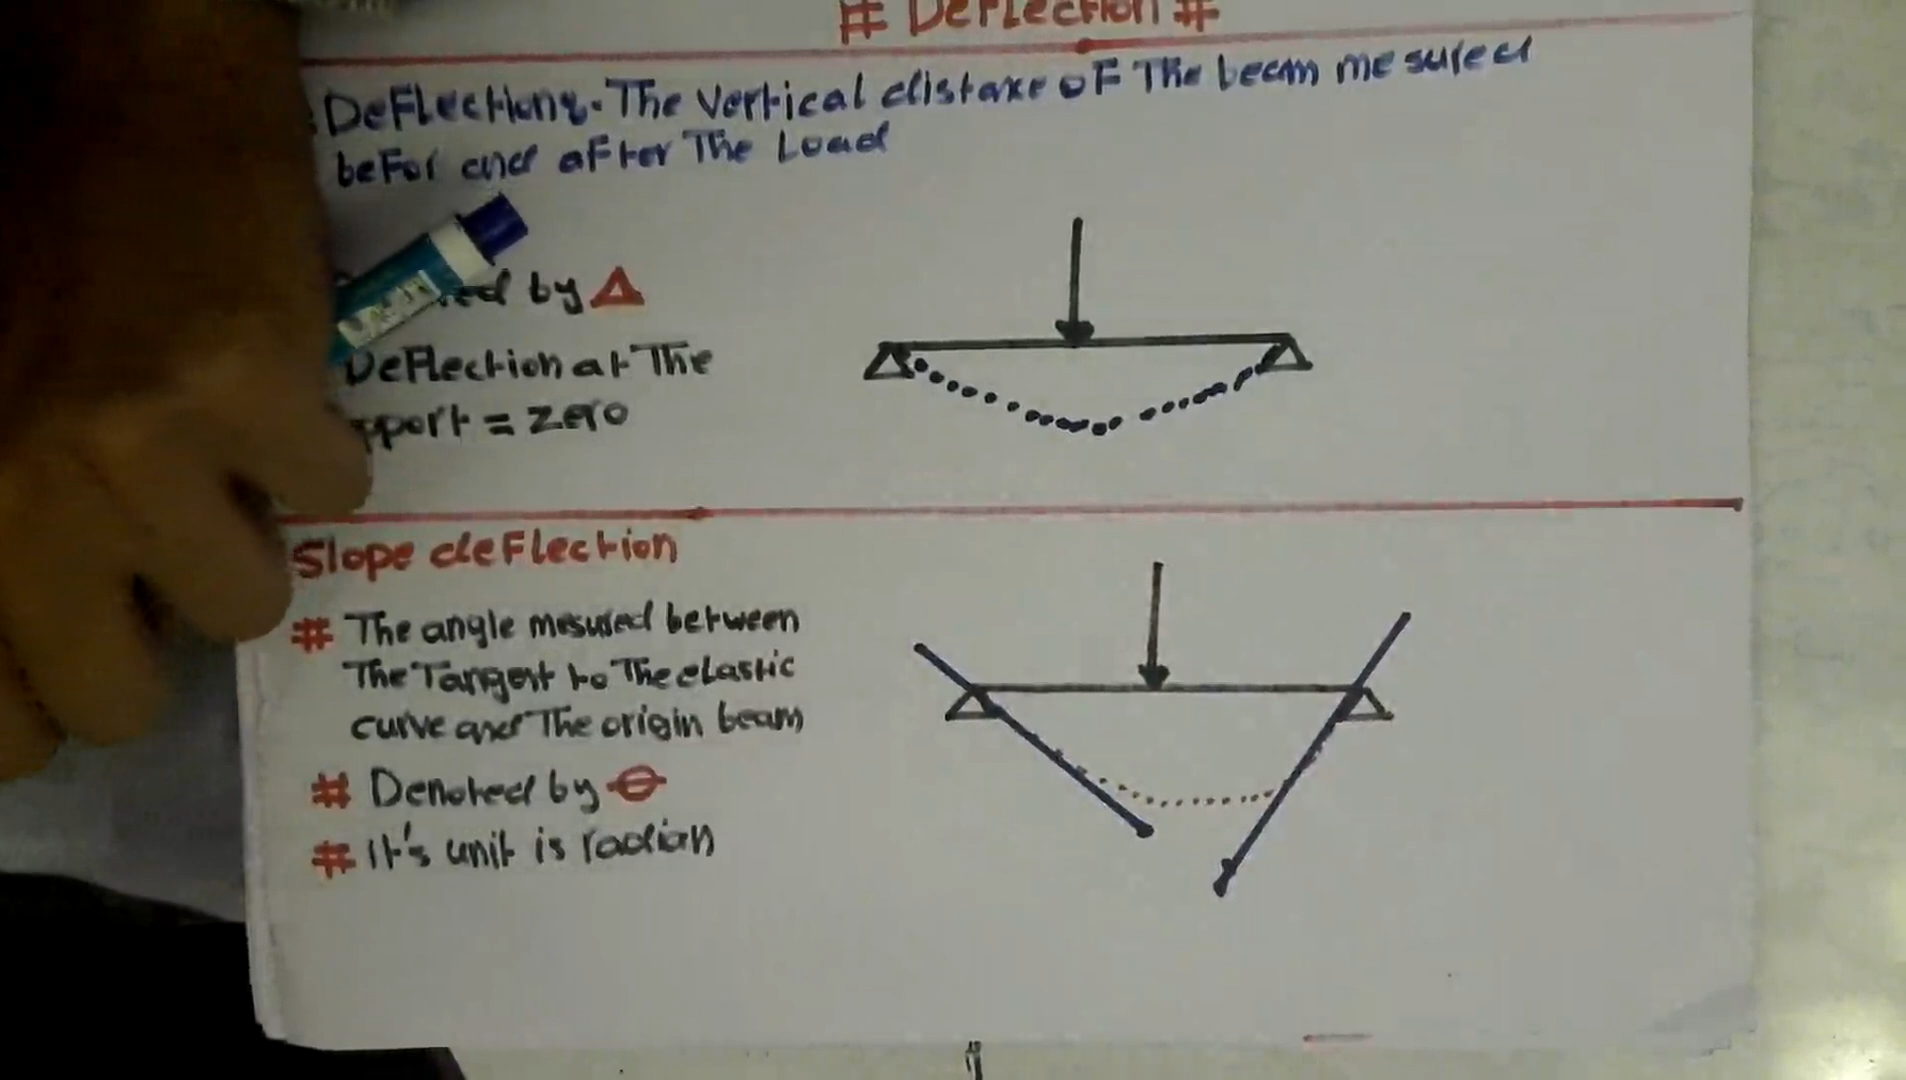 # Deflection #
Deflection:- The vertical distance of The beam mesured
befor and after The Load
by Δ
Deflection at The
= zero
Slope deflection
# The angle mesured between
The Tangent to The elastic
curve and The origin beam
# Denoted by θ
# It's unit is radian